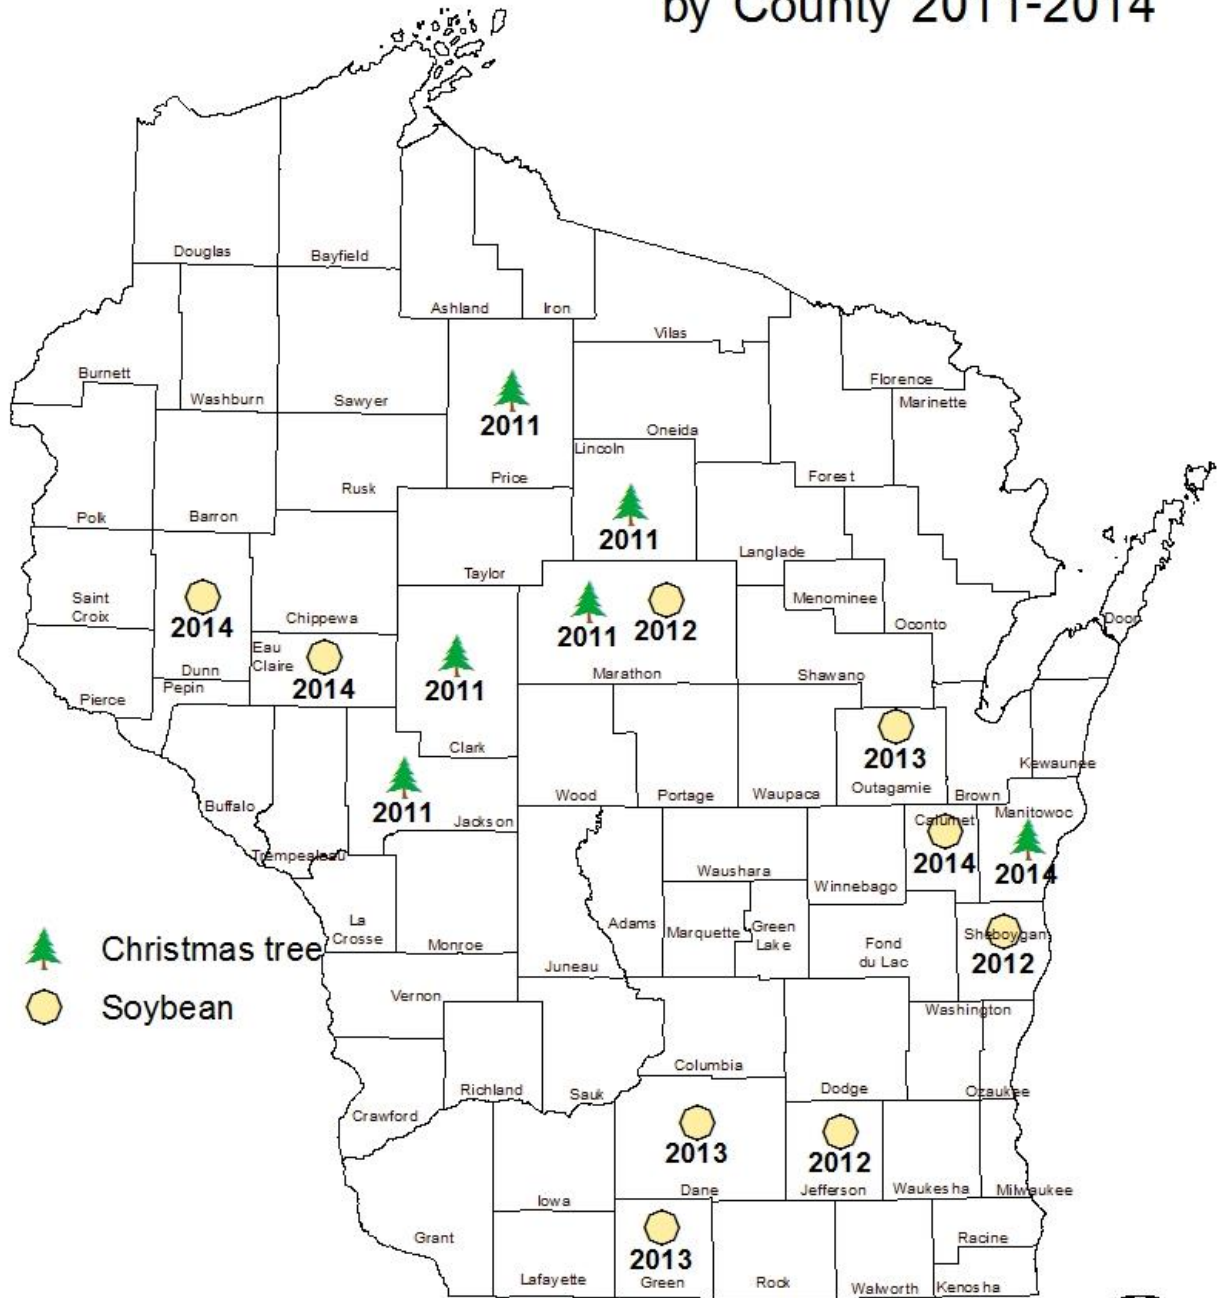 by County 2011-2014
Douglas
Bayfield
Ashland
Iron
Vilas
Burnett
Washburn
Sawyer
2011
Price
Florence
Marinette
Oneida
Lincoln
2011
Forest
Rusk
Polk
Barron
Taylor
Langlade
Saint
Croix
2014
Dunn
Chippewa
Eau
Claire
2014
2011
Clark
2011
2012
Marathon
Menominee
Oconto
Door
Shawano
Pierce
Pepin
2013
Outagamie
Brown
Kewaunee
Buffalo
2011
Jackson
Wood
Portage
Waupaca
Calumet
2014
Manitowoc
2014
Trempealeau
Waushara
Winnebago
La
Crosse
Monroe
Adams
Marquette
Green
Lake
Fond
du Lac
Sheboygan
2012
Juneau
Christmas tree
Soybean
Vernon
Washington
Columbia
Richland
Sauk
Dodge
Ozaukee
Crawford
2013
Dane
2012
Jefferson
Waukesha
Milwaukee
Iowa
Grant
2013
Green
Racine
Lafayette
Rock
Walworth
Kenosha